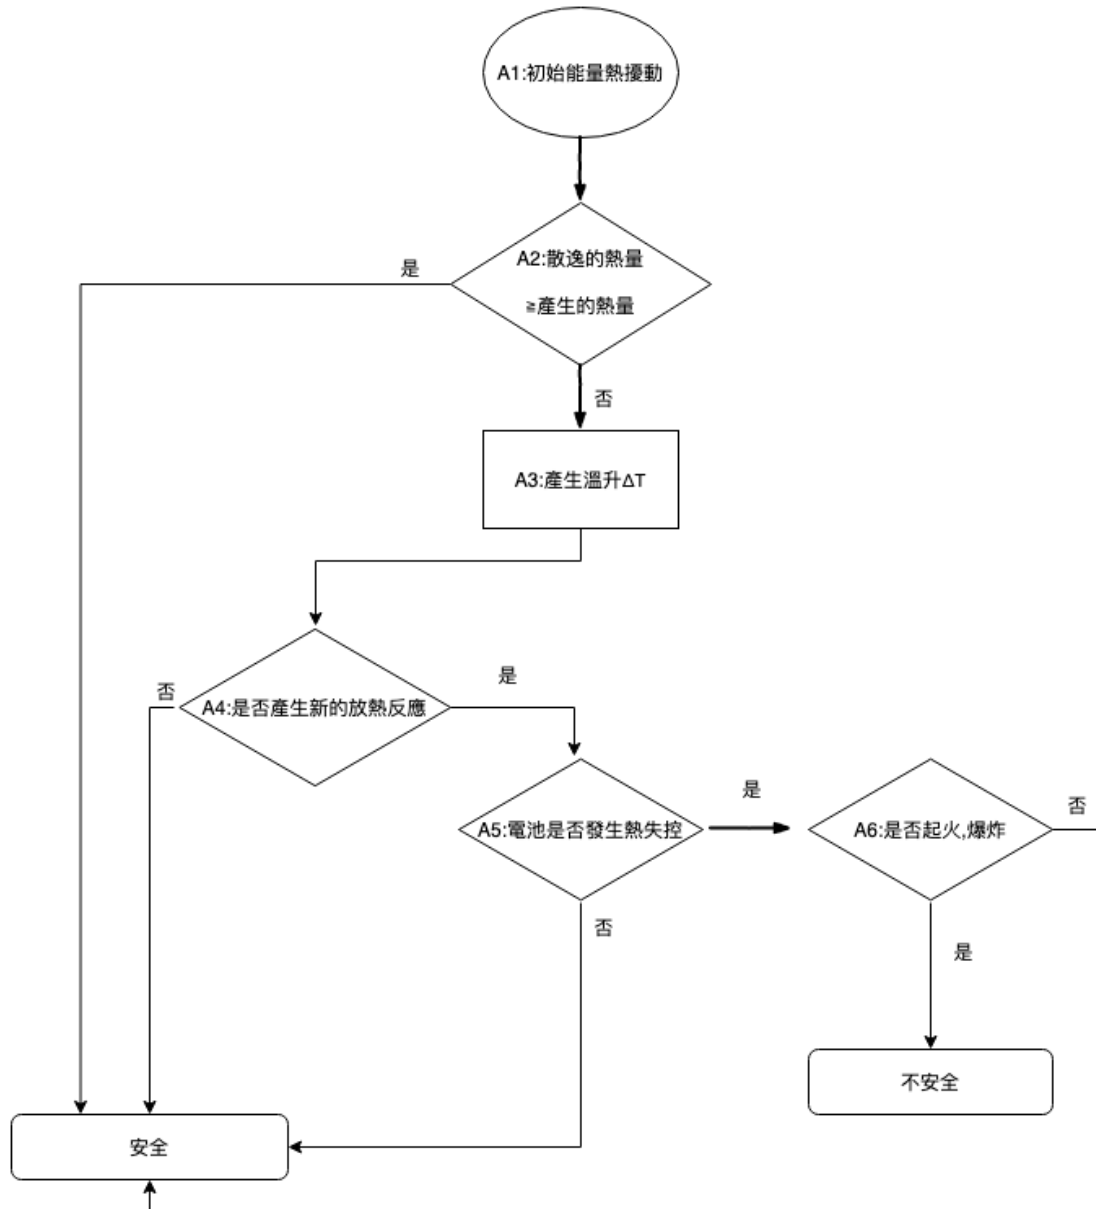 A1:初始能量熱擾動
是
A2:散逸的熱量
≧產生的熱量
否
A3:產生溫升ΔT
否
A4:是否產生新的放熱反應
是
A5:電池是否發生熱失控
是
A6:是否起火,爆炸
否
否
是
不安全
安全